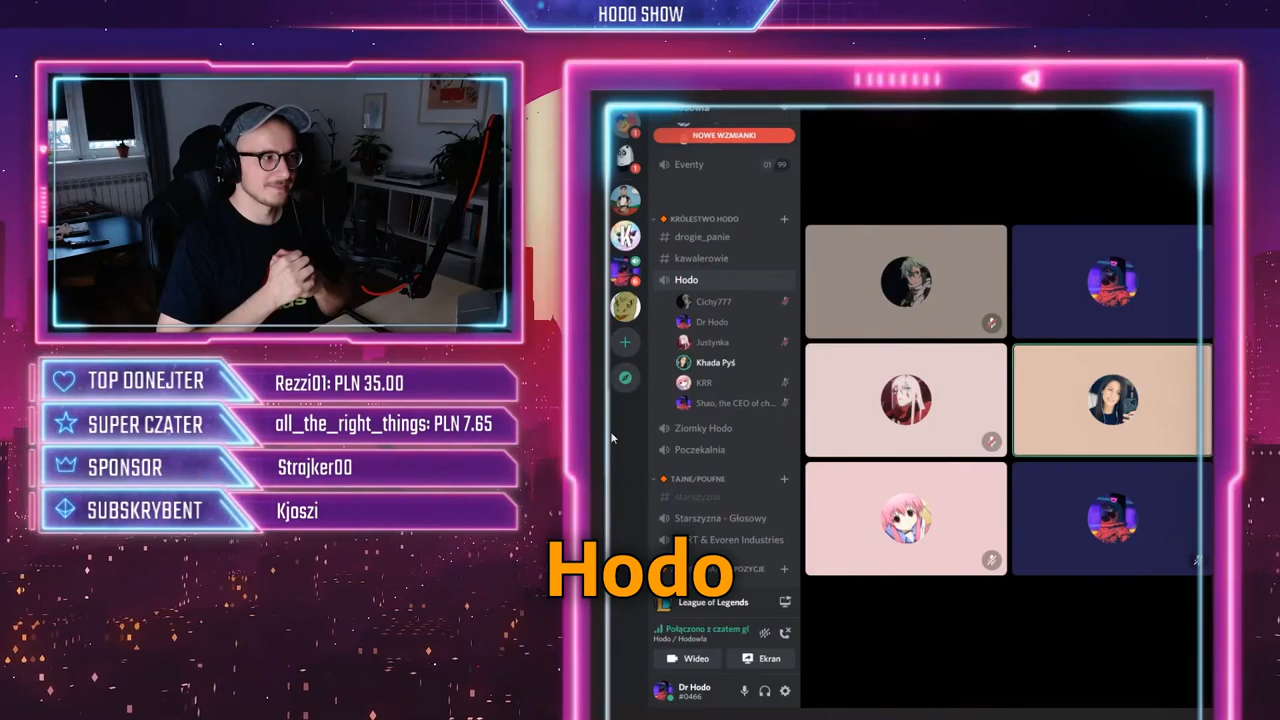 HODO SHOW
TOP DONEJTER
Rezzi01: PLN 35.00
SUPER CZATER
all_the_right_things: PLN 7.65
SPONSOR
Strajker00
SUBSKRYBENT
Kjoszi
NOWE WZMIANKI
Eventy
01 99
KRÓLESTWO HODO
drogie_panie
kawalerowie
Hodo
Cichy777
Dr Hodo
Justynka
Khada Pyś
KRR
Shao, the CEO of ch...
Ziomky Hodo
Poczekalnia
TAJNE/POUFNE
starszyzna
Starszyzna - Głosowy
& Evoren Industries
Hodo
League of Legends
Połączono z czatem gł
Hodo / Hodowla
Wideo
Ekran
Dr Hodo
#0466